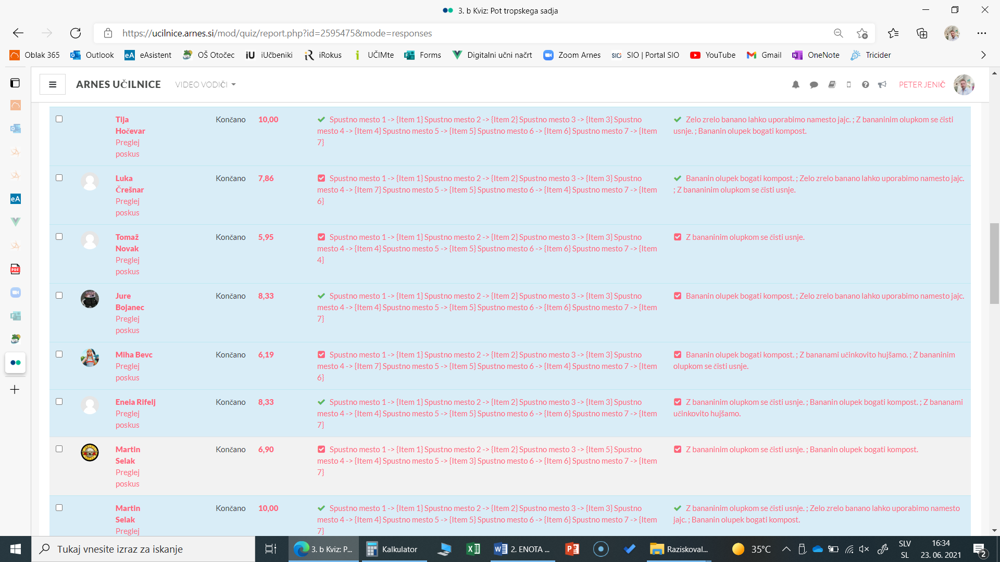 3. b Kviz: Pot tropskega sadja
https://ucilnice.arnes.si/mod/quiz/report.php?id=2595475&mode=responses
Oblak 365 Outlook eA eAsistent OŠ Otočec iU iUčbeniki iR iRokus UČIMte Forms Digitalni učni načrt Zoom Arnes SIO SIO | Portal SIO YouTube Gmail OneNote Tricider
ARNES UČILNICE VIDEO VODIČI PETER JENIČ
Tija Končano 10,00 Spustno mesto 1 -> {Item 1} Spustno mesto 2 -> {Item 2} Spustno mesto 3 -> {Item 3} Spustno Zelo zrelo banano lahko uporabimo namesto jajc. ; Z bananinim olupkom se čisti
Hočevar mesto 4 -> {Item 4} Spustno mesto 5 -> {Item 5} Spustno mesto 6 -> {Item 6} Spustno mesto 7 -> {Item usnje. ; Bananin olupek bogati kompost.
Preglej 7}
poskus
Luka Končano 7,86 Spustno mesto 1 -> {Item 1} Spustno mesto 2 -> {Item 2} Spustno mesto 3 -> {Item 3} Spustno Bananin olupek bogati kompost. ; Zelo zrelo banano lahko uporabimo namesto jajc.
Črešnar mesto 4 -> {Item 7} Spustno mesto 5 -> {Item 5} Spustno mesto 6 -> {Item 4} Spustno mesto 7 -> {Item ; Z bananinim olupkom se čisti usnje.
Preglej 6}
poskus
eA
Tomaž Končano 5,95 Spustno mesto 1 -> {Item 1} Spustno mesto 2 -> {Item 2} Spustno mesto 3 -> {Item 3} Spustno Z bananinim olupkom se čisti usnje.
Novak mesto 4 -> {Item 4} Spustno mesto 5 -> {Item 5} Spustno mesto 6 -> {Item 6} Spustno mesto 7 -> {Item
Preglej 4}
poskus
PDF
Jure Končano 8,33 Spustno mesto 1 -> {Item 1} Spustno mesto 2 -> {Item 2} Spustno mesto 3 -> {Item 3} Spustno Bananin olupek bogati kompost. ; Zelo zrelo banano lahko uporabimo namesto jajc.
Bojanec mesto 4 -> {Item 4} Spustno mesto 5 -> {Item 5} Spustno mesto 6 -> {Item 6} Spustno mesto 7 -> {Item
Preglej 7}
poskus
Miha Bevc Končano 6,19 Spustno mesto 1 -> {Item 1} Spustno mesto 2 -> {Item 2} Spustno mesto 3 -> {Item 3} Spustno Bananin olupek bogati kompost. ; Z bananami učinkovito hujšamo. ; Z bananinim
Preglej mesto 4 -> {Item 7} Spustno mesto 5 -> {Item 5} Spustno mesto 6 -> {Item 4} Spustno mesto 7 -> {Item olupkom se čisti usnje.
poskus 6}
Eneia Rifelj Končano 8,33 Spustno mesto 1 -> {Item 1} Spustno mesto 2 -> {Item 2} Spustno mesto 3 -> {Item 3} Spustno Z bananinim olupkom se čisti usnje. ; Bananin olupek bogati kompost. ; Z bananami
Preglej mesto 4 -> {Item 4} Spustno mesto 5 -> {Item 5} Spustno mesto 6 -> {Item 6} Spustno mesto 7 -> {Item učinkovito hujšamo.
poskus 7}
Martin Končano 6,90 Spustno mesto 1 -> {Item 1} Spustno mesto 2 -> {Item 2} Spustno mesto 3 -> {Item 5} Spustno Z bananinim olupkom se čisti usnje. ; Bananin olupek bogati kompost.
Selak mesto 4 -> {Item 4} Spustno mesto 5 -> {Item 3} Spustno mesto 6 -> {Item 6} Spustno mesto 7 -> {Item
Preglej 7}
poskus
Martin Končano 10,00 Spustno mesto 1 -> {Item 1} Spustno mesto 2 -> {Item 2} Spustno mesto 3 -> {Item 3} Spustno Z bananinim olupkom se čisti usnje. ; Zelo zrelo banano lahko uporabimo namesto
Selak mesto 4 -> {Item 4} Spustno mesto 5 -> {Item 5} Spustno mesto 6 -> {Item 6} Spustno mesto 7 -> {Item jajc. ; Bananin olupek bogati kompost.
Preglej 7}
Tukaj vnesite izraz za iskanje 3. b Kviz: P... Kalkulator 2. ENOTA ... Raziskoval... 35°C SLV 16:34
SL 23. 06. 2021 2